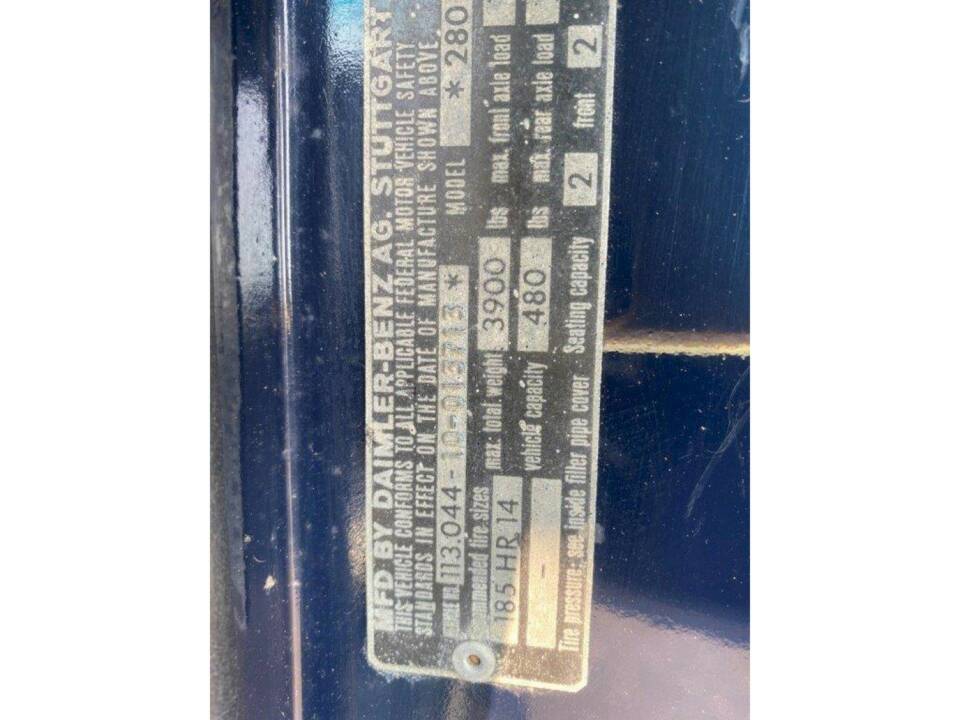 MFD BY DAIMLER-BENZ AG. STUTTGART
THIS VEHICLE CONFORMS TO ALL APPLICABLE FEDERAL MOTOR VEHICLE SAFETY
STANDARDS IN EFFECT ON THE DATE OF MANUFACTURE SHOWN ABOVE
113.044-10-013713* MODEL **280
tire sizes max. total weight 3900 lbs max. front axle load
185 HR 14 vehicle capacity 480 lbs max. rear axle load
- Seating capacity 2 front 2
Tire pressure - see inside filler pipe cover